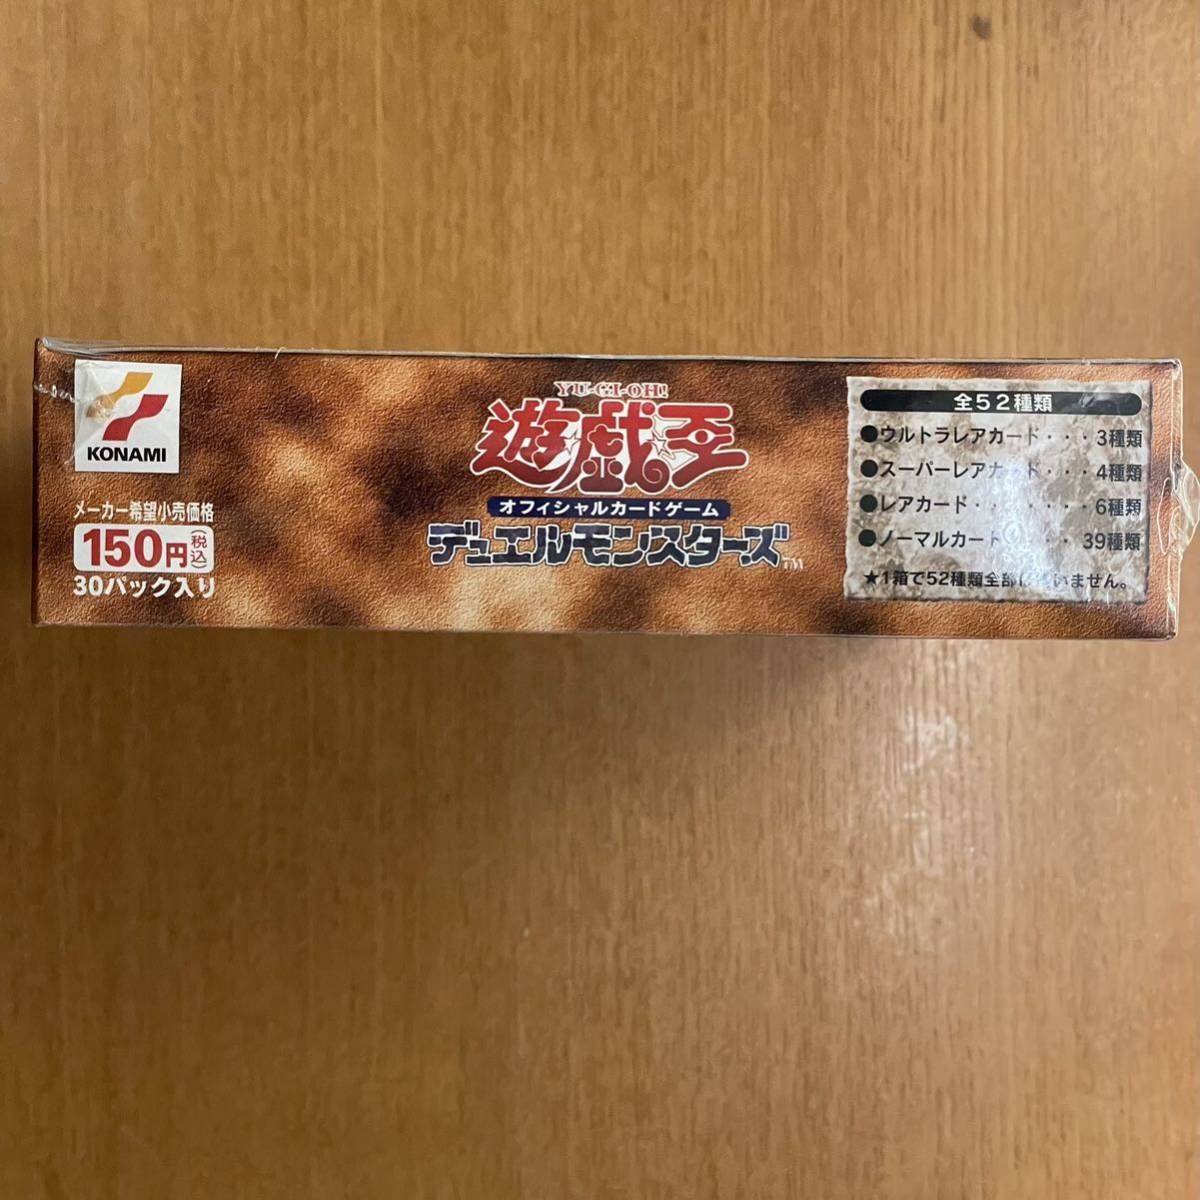 KONAMI
メーカー希望小売価格
150円(税込)
30パック入り
YU-GI-OH!
遊戯王
オフィシャルカードゲーム
デュエルモンスターズ™
全52種類
●ウルトラレアカード・・・3種類
●スーパーレアカード・・・4種類
●レアカード・・・・・・・6種類
●ノーマルカード・・・・39種類
★1箱で52種類全部は揃いません。